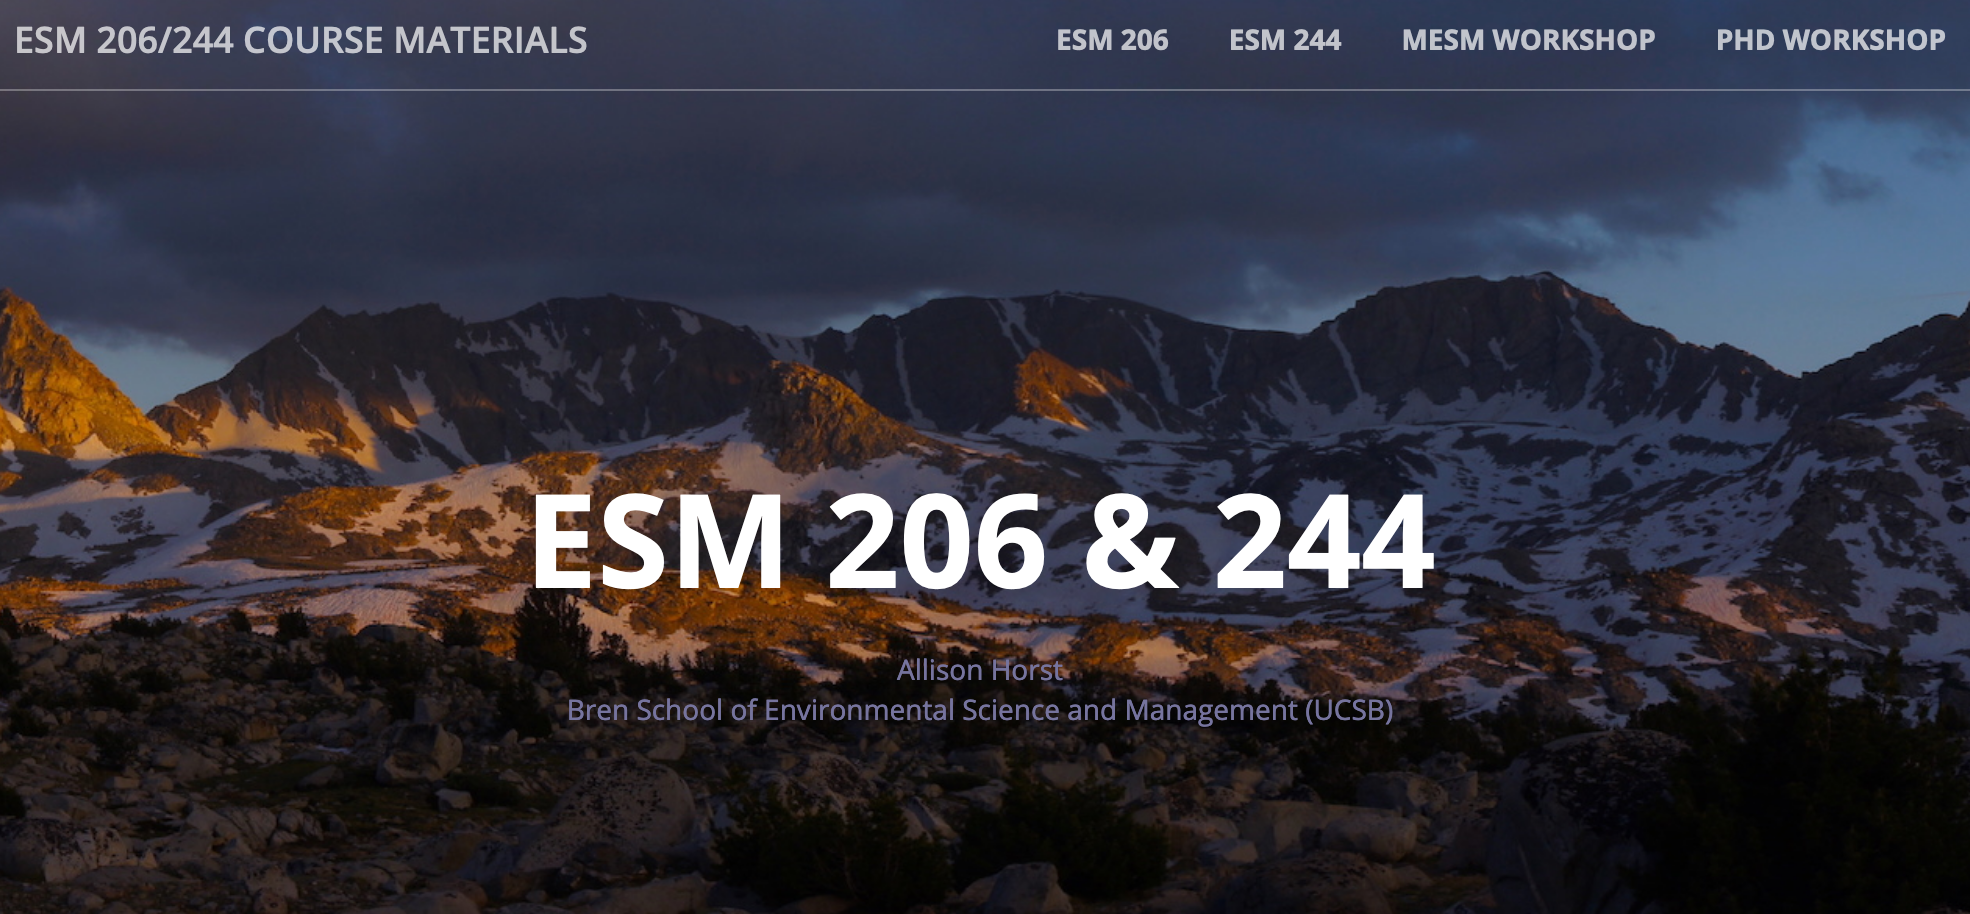 ESM 206/244 COURSE MATERIALS
ESM 206 ESM 244 MESM WORKSHOP PHD WORKSHOP
ESM 206 & 244
Allison Horst
Bren School of Environmental Science and Management (UCSB)